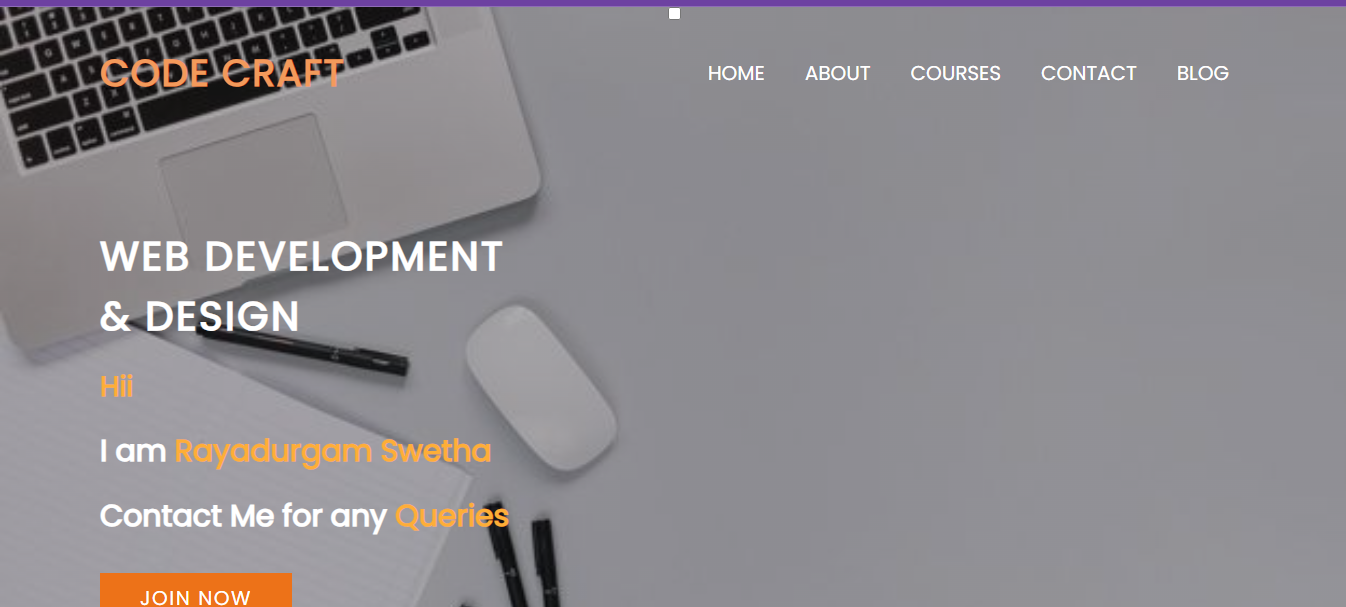 CODE CRAFT
HOME ABOUT COURSES CONTACT BLOG
WEB DEVELOPMENT
& DESIGN
Hii
I am Rayadurgam Swetha
Contact Me for any Queries
JOIN NOW